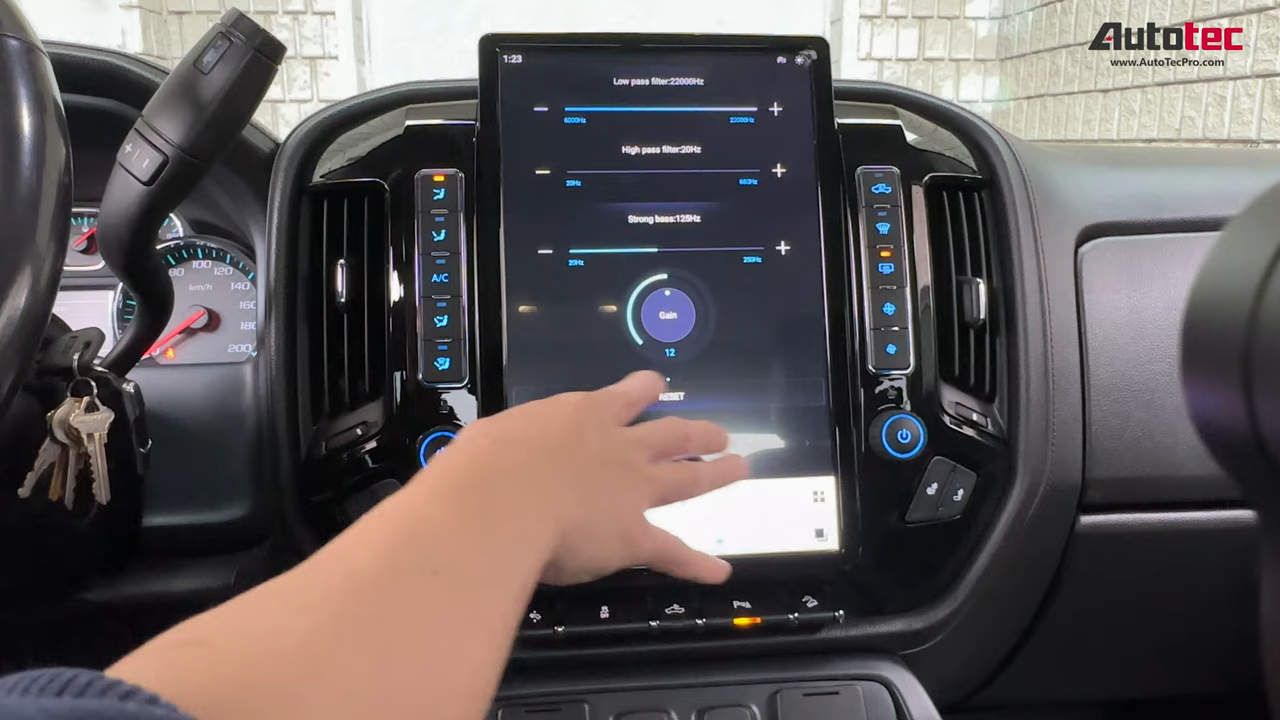 Autotec
www.AutoTecPro.com
1:23
Low pass filter:22000Hz
6000Hz 22000Hz
High pass filter:20Hz
20Hz 683Hz
Strong bass:125Hz
20Hz 250Hz
Gain
12
RESET
A/C
80 100 120
140
160
180
200
km/h